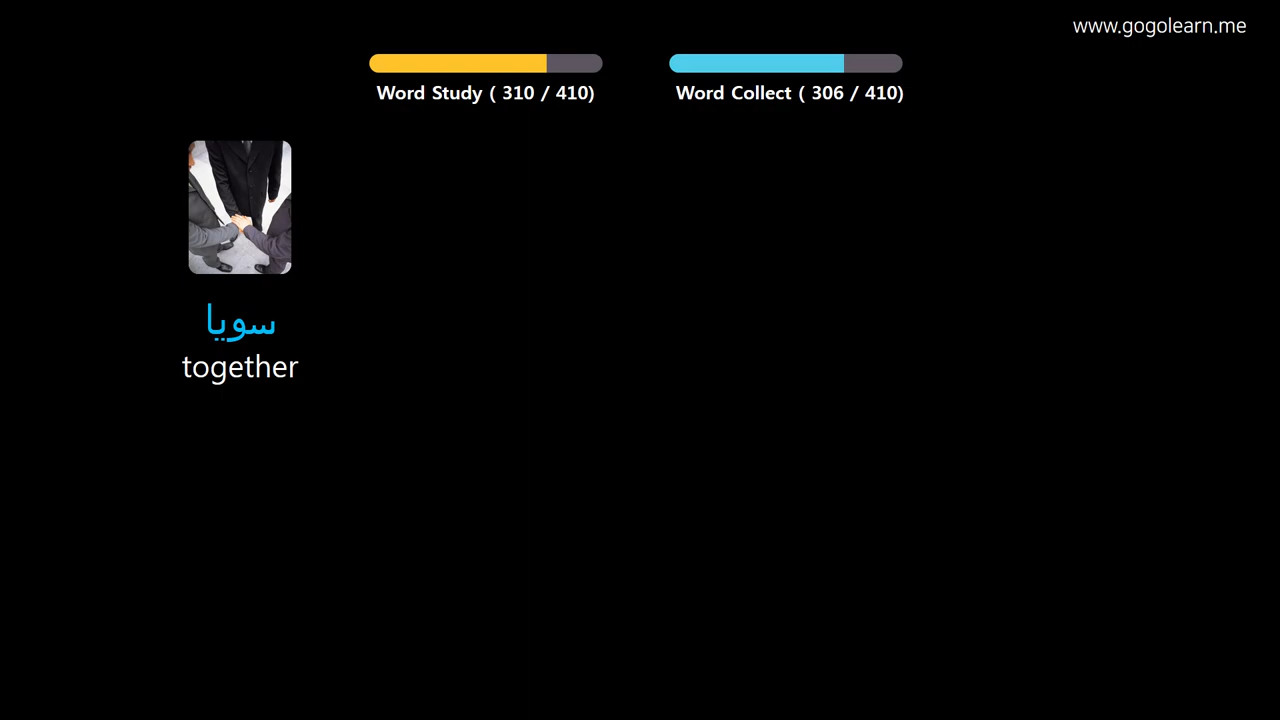 www.gogolearn.me
Word Study ( 310 / 410)
Word Collect ( 306 / 410)
سويا
together